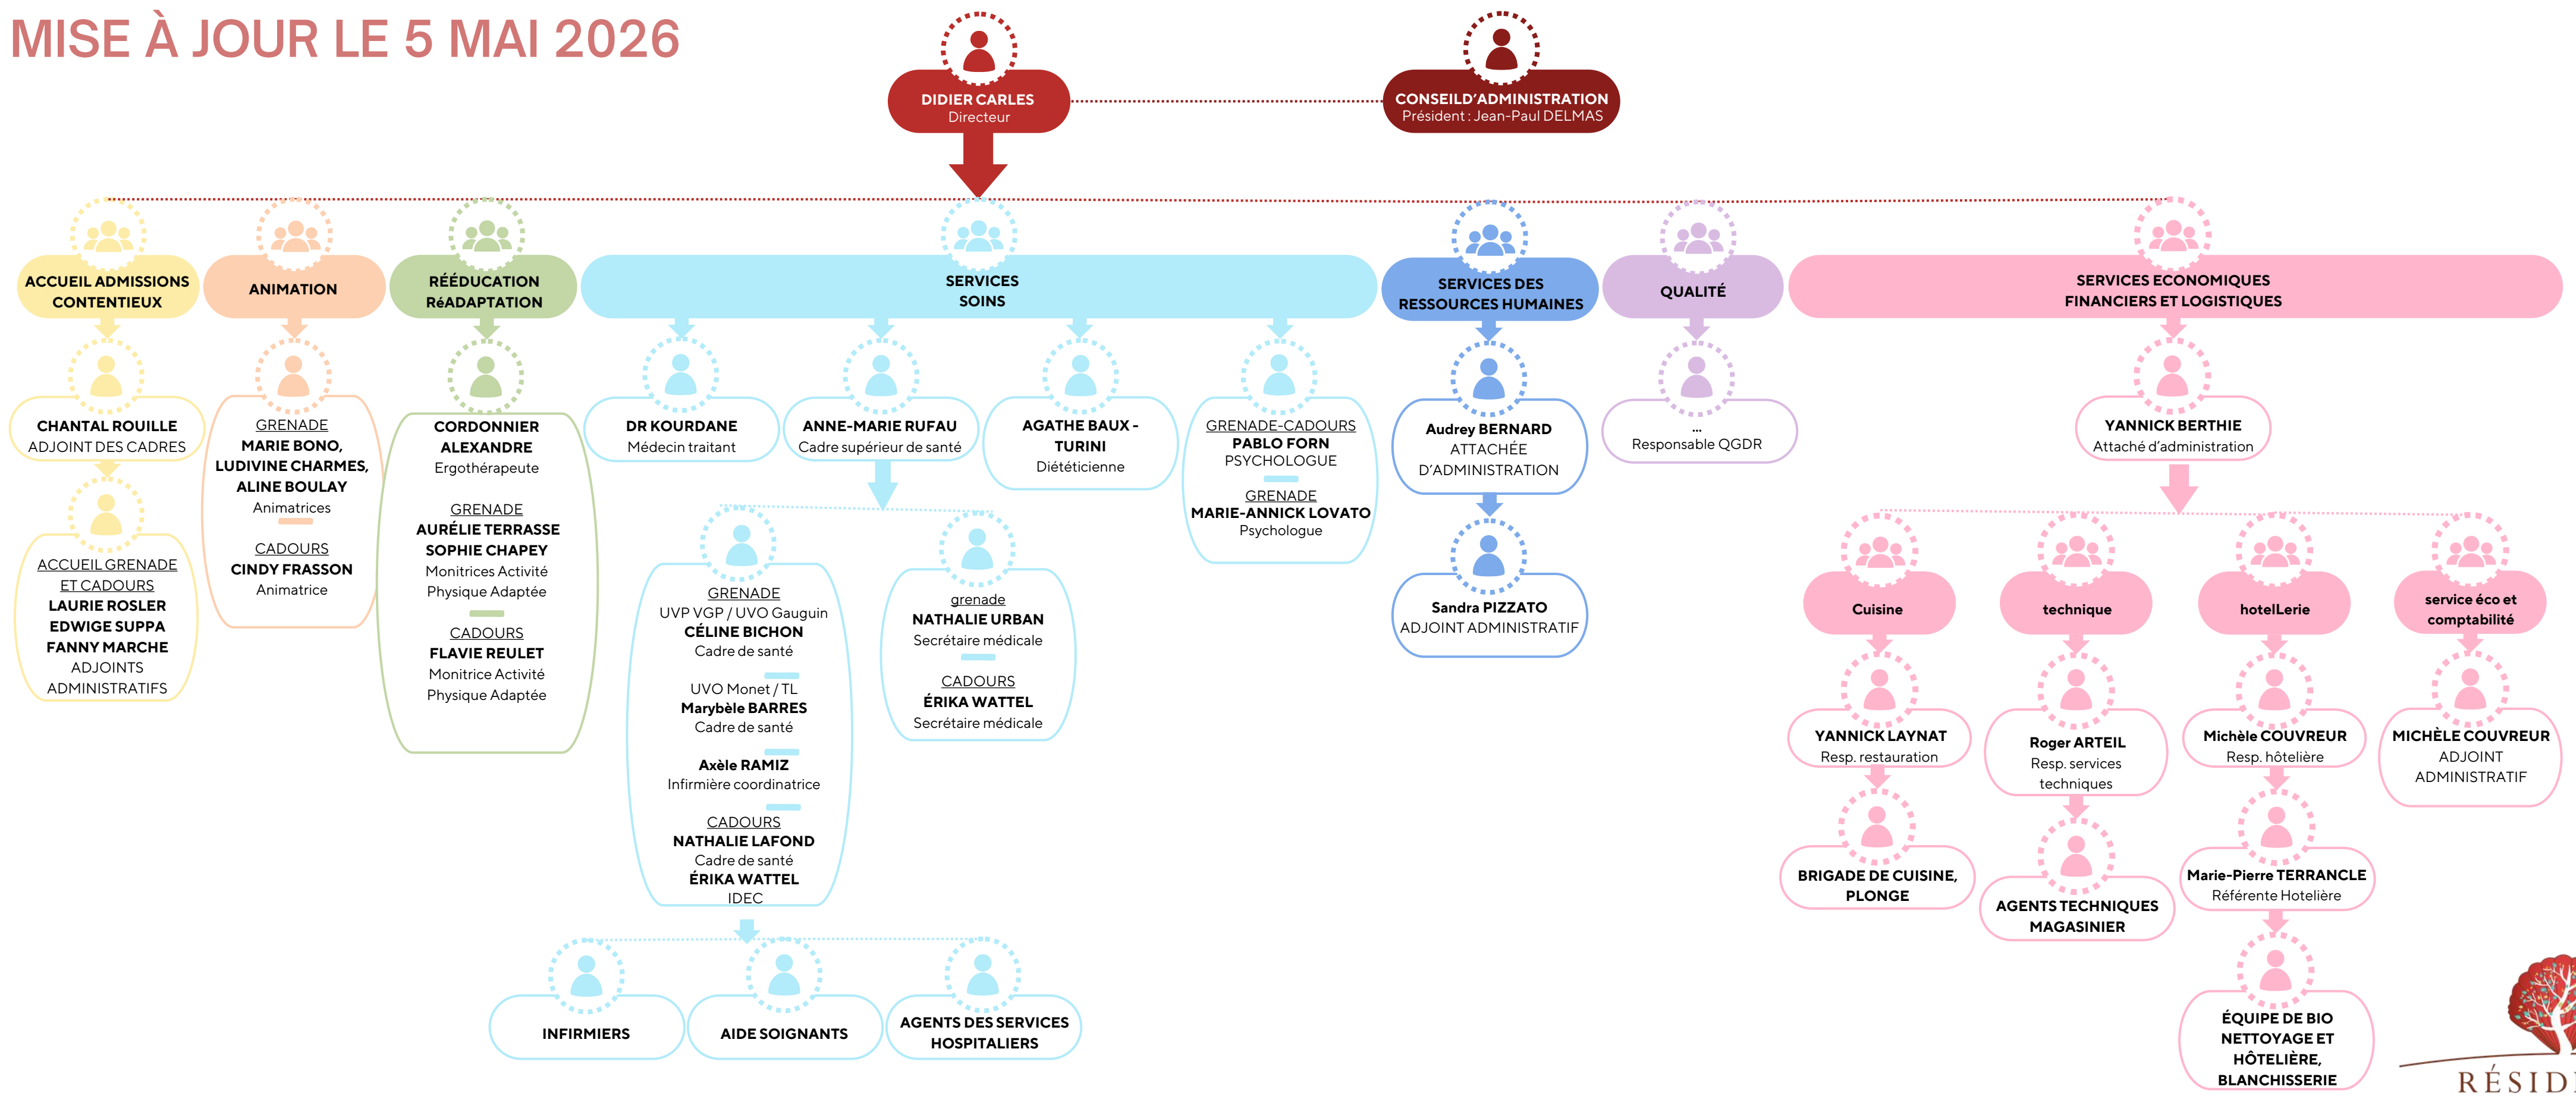 MISE À JOUR LE 5 MAI 2026
DIDIER CARLES
Directeur
CONSEILD'ADMINISTRATION
Président : Jean-Paul DELMAS
ACCUEIL ADMISSIONS
CONTENTIEUX
CHANTAL ROUILLE
ADJOINT DES CADRES
ACCUEIL GRENADE
ET CADOURS
LAURIE ROSLER
EDWIGE SUPPA
FANNY MARCHE
ADJOINTS
ADMINISTRATIFS
ANIMATION
GRENADE
MARIE BONO,
LUDIVINE CHARMES,
ALINE BOULAY
Animatrices
CADOURS
CINDY FRASSON
Animatrice
RÉÉDUCATION
RéADAPTATION
CORDONNIER
ALEXANDRE
Ergothérapeute
GRENADE
AURÉLIE TERRASSE
SOPHIE CHAPEY
Monitrices Activité
Physique Adaptée
CADOURS
FLAVIE REULET
Monitrice Activité
Physique Adaptée
SERVICES
SOINS
DR KOURDANE
Médecin traitant
ANNE-MARIE RUFAU
Cadre supérieur de santé
AGATHE BAUX -
TURINI
Diététicienne
GRENADE-CADOURS
PABLO FORN
PSYCHOLOGUE
GRENADE
MARIE-ANNICK LOVATO
Psychologue
GRENADE
UVP VGP / UVO Gauguin
CÉLINE BICHON
Cadre de santé
UVO Monet / TL
Marybèle BARRES
Cadre de santé
Axèle RAMIZ
Infirmière coordinatrice
CADOURS
NATHALIE LAFOND
Cadre de santé
ÉRIKA WATTEL
IDEC
grenade
NATHALIE URBAN
Secrétaire médicale
CADOURS
ÉRIKA WATTEL
Secrétaire médicale
INFIRMIERS
AIDE SOIGNANTS
AGENTS DES SERVICES
HOSPITALIERS
SERVICES DES
RESSOURCES HUMAINES
Audrey BERNARD
ATTACHÉE
D'ADMINISTRATION
Sandra PIZZATO
ADJOINT ADMINISTRATIF
QUALITÉ
...
Responsable QGDR
SERVICES ECONOMIQUES
FINANCIERS ET LOGISTIQUES
YANNICK BERTHIE
Attaché d'administration
Cuisine
YANNICK LAYNAT
Resp. restauration
BRIGADE DE CUISINE,
PLONGE
technique
Roger ARTEIL
Resp. services
techniques
AGENTS TECHNIQUES
MAGASINIER
hotelLerie
Michèle COUVREUR
Resp. hôtelière
Marie-Pierre TERRANCLE
Référente Hotelière
ÉQUIPE DE BIO
NETTOYAGE ET
HÔTELIÈRE,
BLANCHISSERIE
service éco et
comptabilité
MICHÈLE COUVREUR
ADJOINT
ADMINISTRATIF